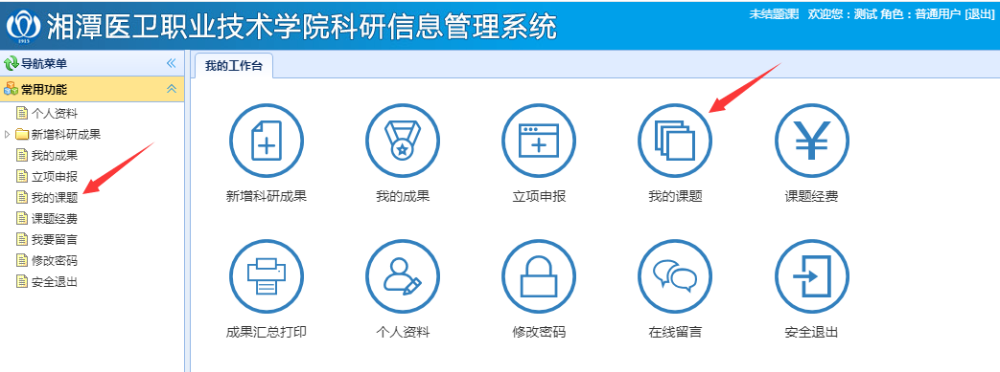 湘潭医卫职业技术学院科研信息管理系统
未结题课题 欢迎您：测试 角色：普通用户 [退出]
导航菜单
常用功能
个人资料
新增科研成果
我的成果
立项申报
我的课题
课题经费
我要留言
修改密码
安全退出
我的工作台
新增科研成果
我的成果
立项申报
我的课题
课题经费
成果汇总打印
个人资料
修改密码
在线留言
安全退出